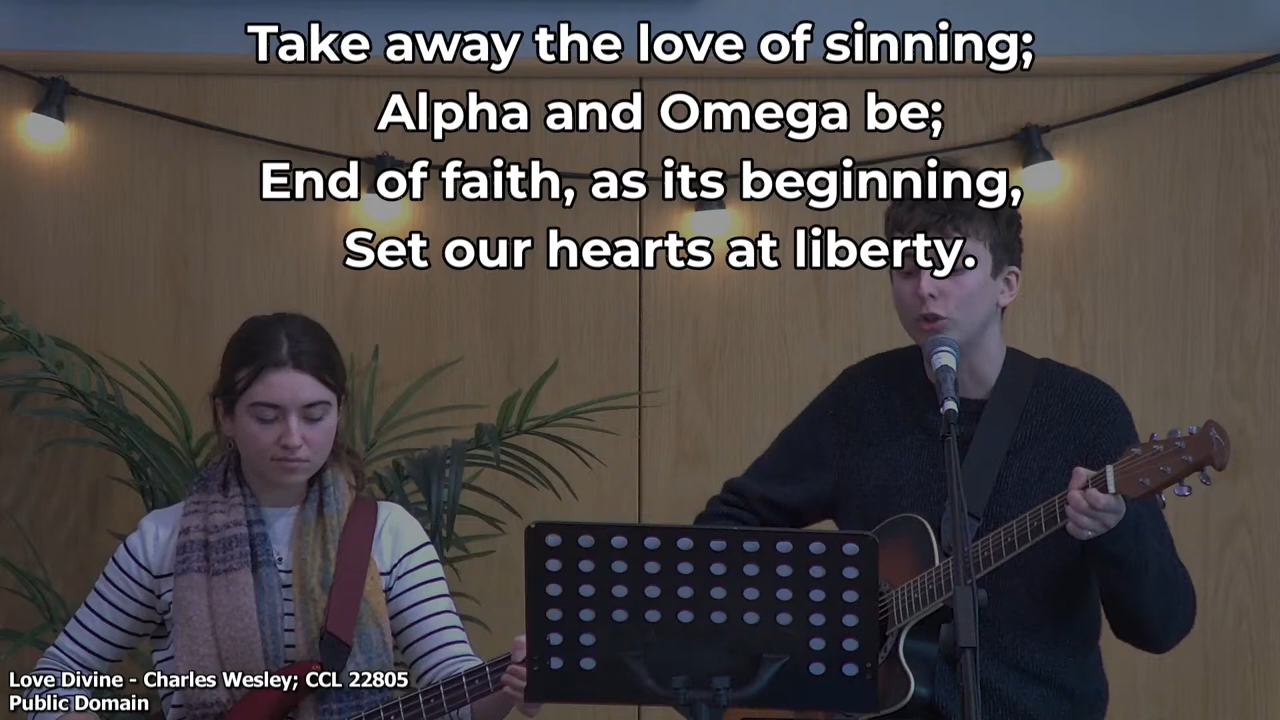 Take away the love of sinning;
Alpha and Omega be;
End of faith, as its beginning,
Set our hearts at liberty.
Love Divine - Charles Wesley; CCL 22805
Public Domain